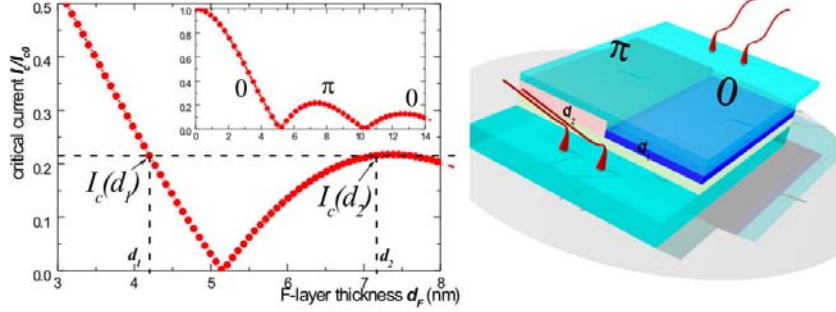 critical current I_c/I_c0
0.5
0.4
0.3
0.2
0.1
0.0
3 4 5 6 7 8
F-layer thickness d_F (nm)
I_c(d_1)
I_c(d_2)
d_1
d_2
1.0
0.8
0.6
0.4
0.2
0.0
0 2 4 6 8 10 12 14
0
π
0
π
0
d_2
d_1